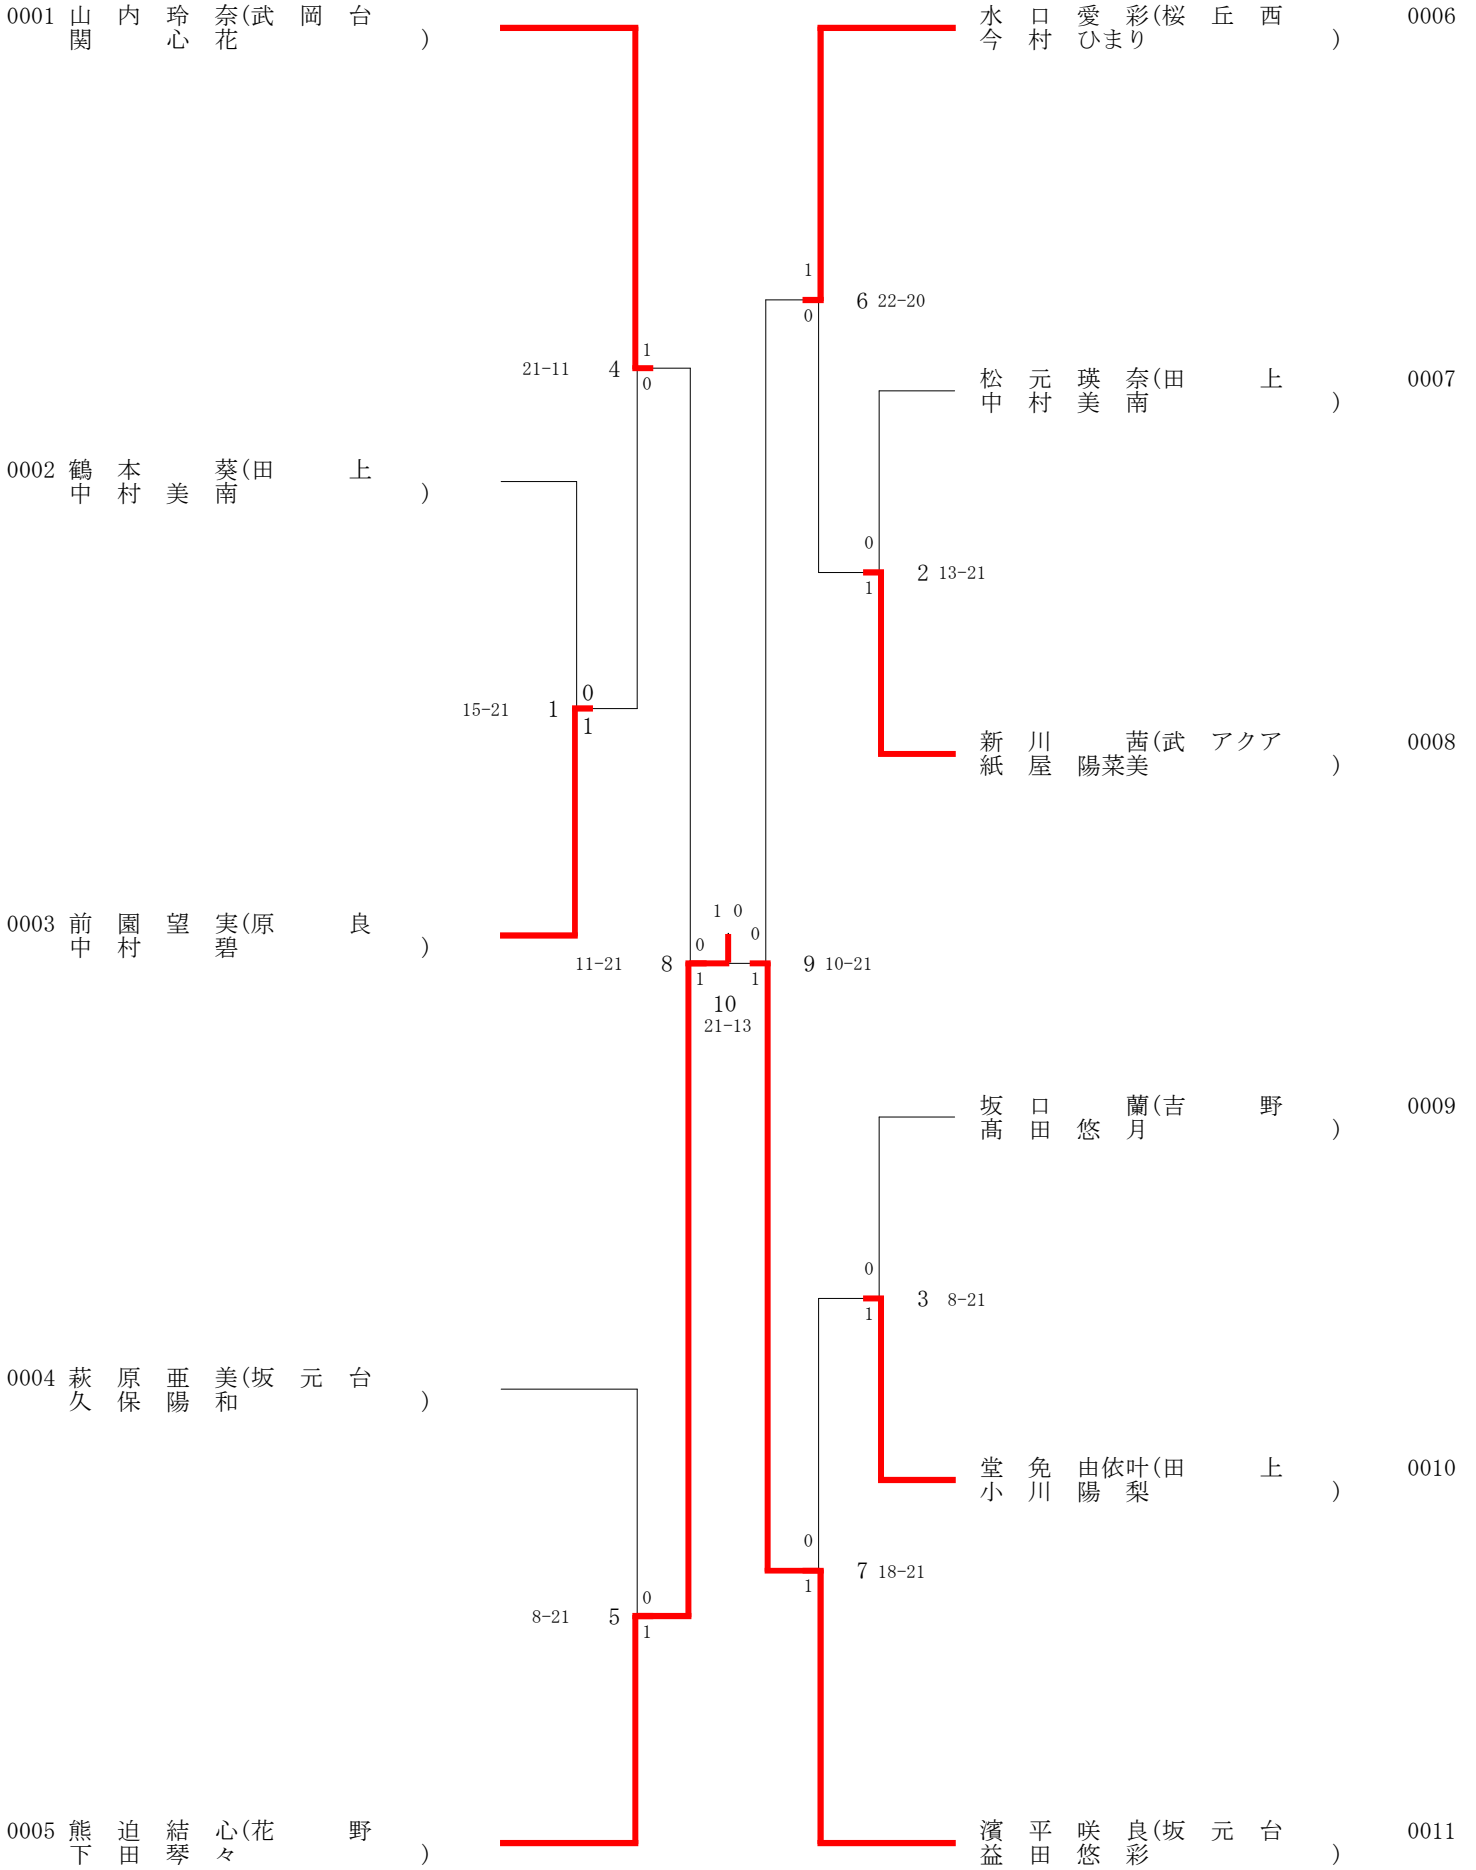 0001 山 内 玲 奈(武 岡 台
関 心 花 )
21-11 4 1
0
0002 鶴 本 葵(田 上
中 村 美 南 )
15-21 1 0
1
0003 前 園 望 実(原 良
中 村 碧 )
11-21 8 0
1
1 0
10
21-13
0004 萩 原 亜 美(坂 元 台
久 保 陽 和 )
8-21 5 0
1
0005 熊 迫 結 心(花 野
下 田 琴 々 )
水 口 愛 彩(桜 丘 西 0006
今 村 ひまり )
1
0 6 22-20
松 元 瑛 奈(田 上 0007
中 村 美 南 )
0
1 2 13-21
新 川 茜(武 アクア 0008
紙 屋 陽菜美 )
0
1 9 10-21
坂 口 蘭(吉 野 0009
髙 田 悠 月 )
0
1 3 8-21
堂 免 由依叶(田 上 0010
小 川 陽 梨 )
0
1 7 18-21
濱 平 咲 良(坂 元 台 0011
益 田 悠 彩 )